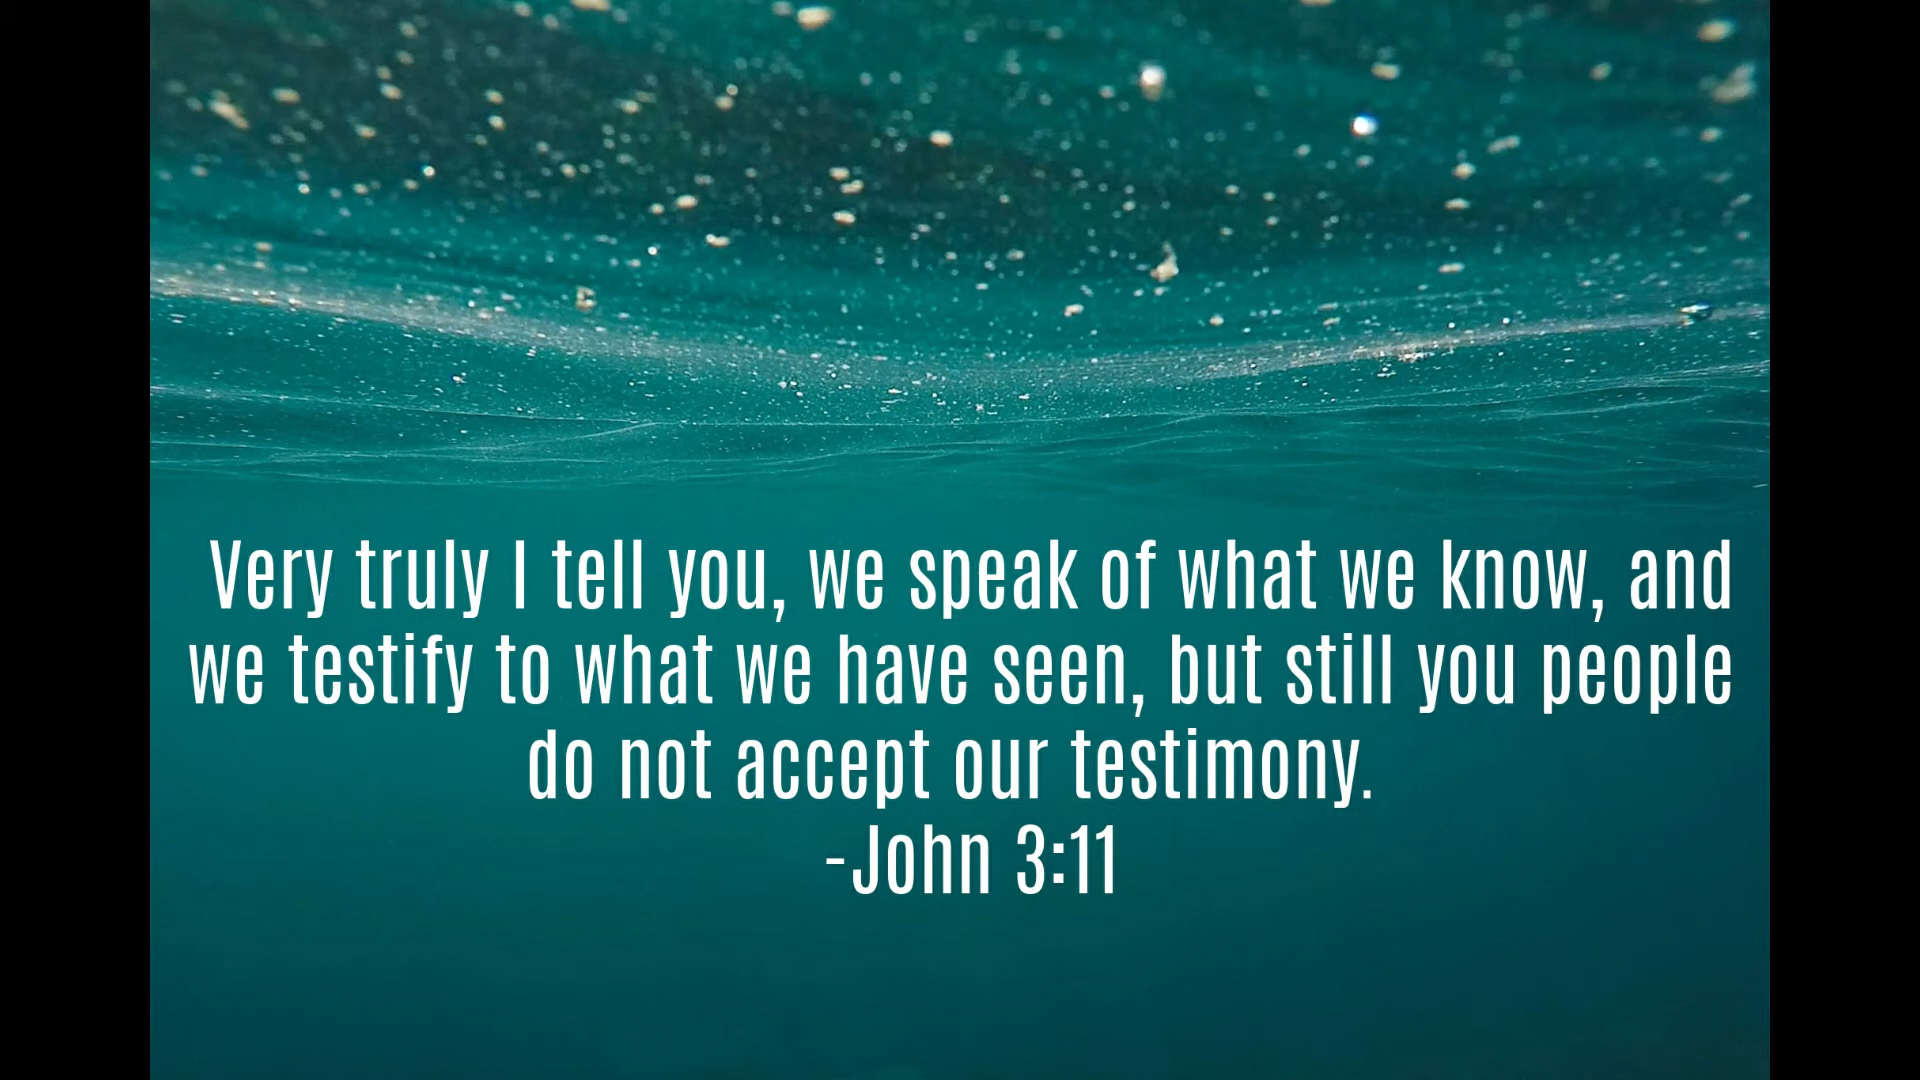 Very truly I tell you, we speak of what we know, and
we testify to what we have seen, but still you people
do not accept our testimony.
-John 3:11